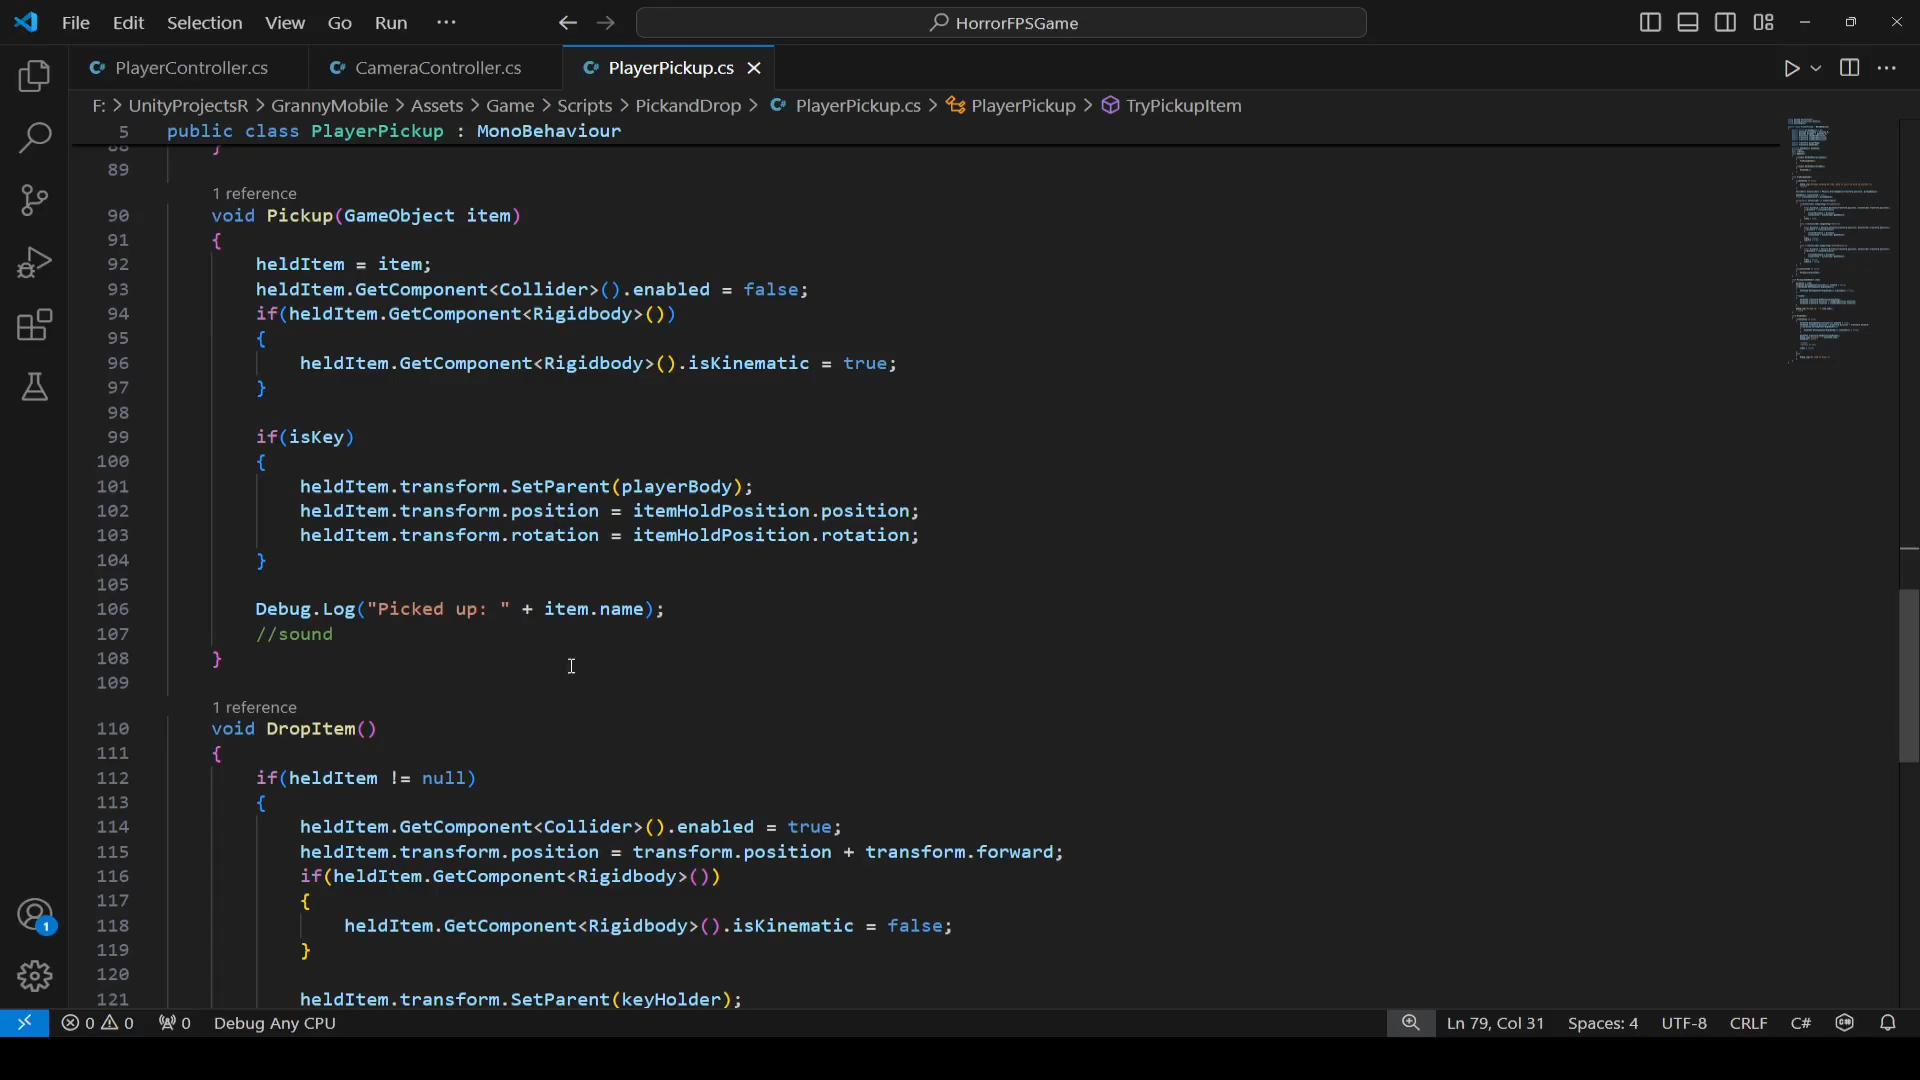 File Edit Selection View Go Run ··· HorrorFPSGame
PlayerController.cs CameraController.cs PlayerPickup.cs
F: > UnityProjectsR > GrannyMobile > Assets > Game > Scripts > PickandDrop > PlayerPickup.cs > PlayerPickup > TryPickupItem
5 public class PlayerPickup : MonoBehaviour
88 }
89
1 reference
90 void Pickup(GameObject item)
91 {
92 heldItem = item;
93 heldItem.GetComponent<Collider>().enabled = false;
94 if(heldItem.GetComponent<Rigidbody>())
95 {
96 heldItem.GetComponent<Rigidbody>().isKinematic = true;
97 }
98
99 if(isKey)
100 {
101 heldItem.transform.SetParent(playerBody);
102 heldItem.transform.position = itemHoldPosition.position;
103 heldItem.transform.rotation = itemHoldPosition.rotation;
104 }
105
106 Debug.Log("Picked up: " + item.name);
107 //sound
108 }
109
1 reference
110 void DropItem()
111 {
112 if(heldItem != null)
113 {
114 heldItem.GetComponent<Collider>().enabled = true;
115 heldItem.transform.position = transform.position + transform.forward;
116 if(heldItem.GetComponent<Rigidbody>())
117 {
118 heldItem.GetComponent<Rigidbody>().isKinematic = false;
119 }
120
121 heldItem.transform.SetParent(keyHolder);
1
0 0 0 Debug Any CPU Ln 79, Col 31 Spaces: 4 UTF-8 CRLF C#